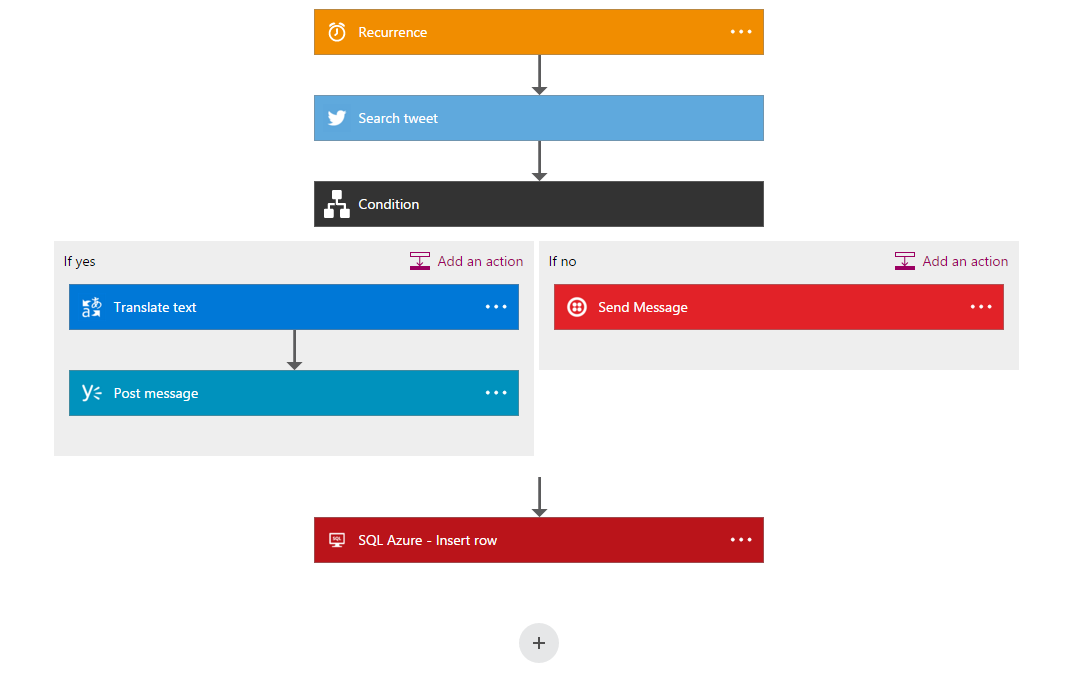 Recurrence
Search tweet
Condition
If yes
Add an action
If no
Add an action
Translate text
Send Message
Post message
SQL Azure - Insert row